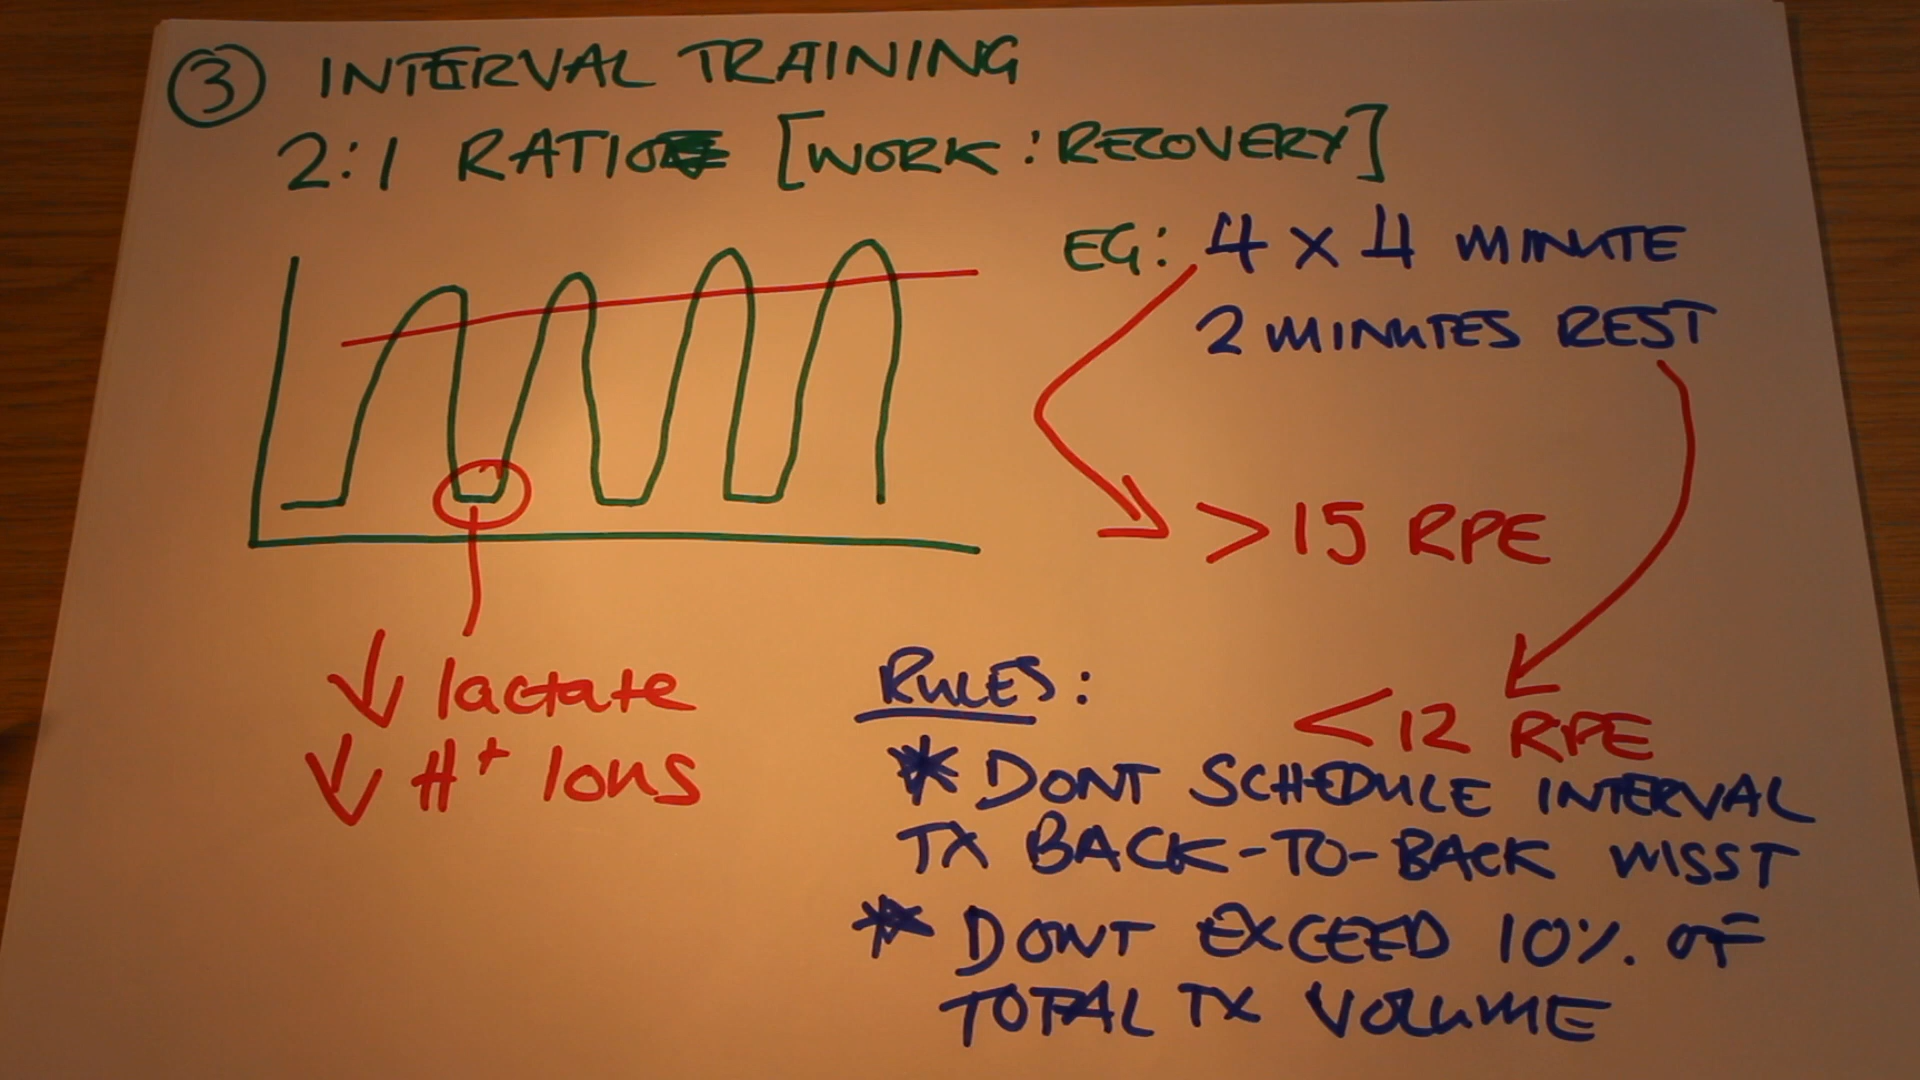 3 INTERVAL TRAINING
2:1 RATIO [WORK:RECOVERY]
EG: 4 x 4 MINUTE
2 MINUTES REST
>15 RPE
<12 RPE
↓ lactate
↓ H+ Ions
RULES:
* DONT SCHEDULE INTERVAL
TX BACK-TO-BACK
* DONT EXCEED 10% OF
TOTAL TX VOLUME